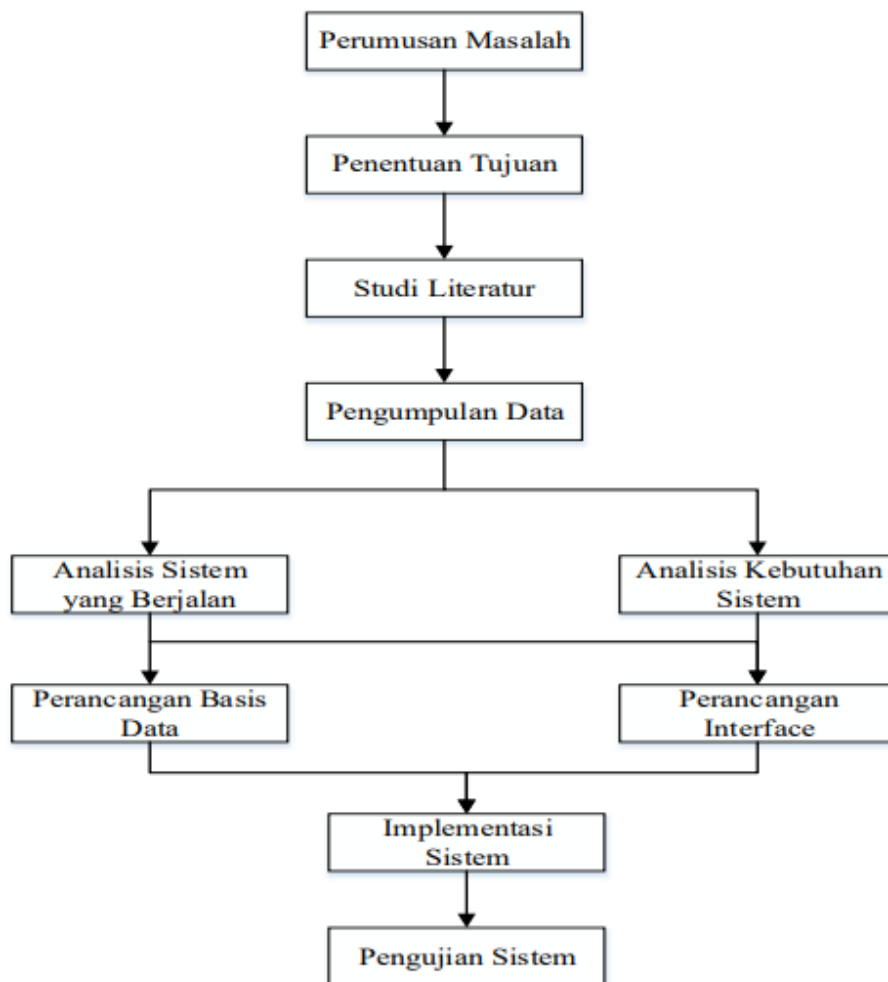 Perumusan Masalah
Penentuan Tujuan
Studi Literatur
Pengumpulan Data
Analisis Sistem
yang Berjalan
Analisis Kebutuhan
Sistem
Perancangan Basis
Data
Perancangan
Interface
Implementasi
Sistem
Pengujian Sistem